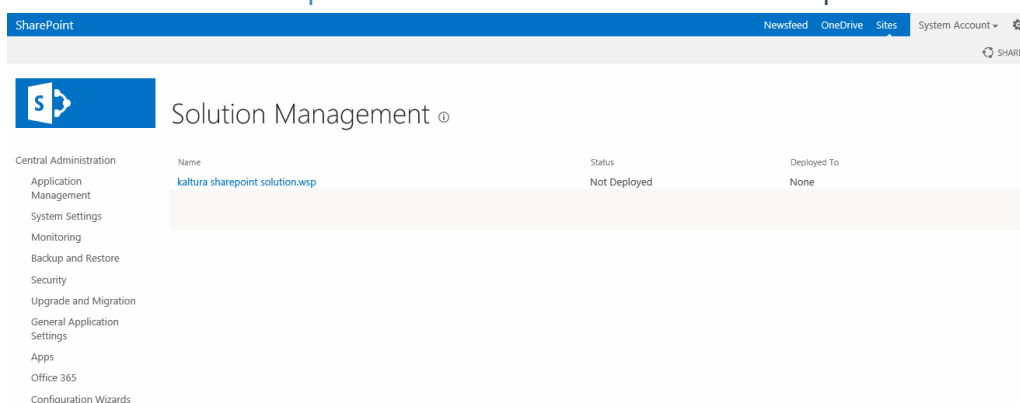 SharePoint Newsfeed OneDrive Sites System Account
SHARE
S
Solution Management
Central Administration
Name Status Deployed To
kaltura sharepoint solution.wsp Not Deployed None
Application
Management
System Settings
Monitoring
Backup and Restore
Security
Upgrade and Migration
General Application
Settings
Apps
Office 365
Configuration Wizards